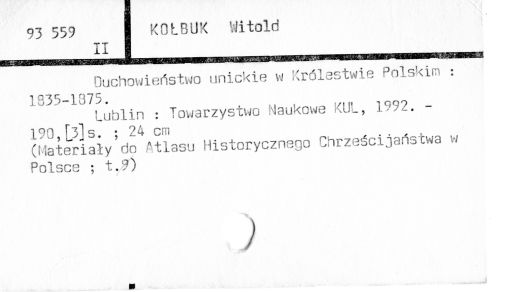 93 559
II
KOŁBUK Witold
Duchowieństwo unickie w Królestwie Polskim :
1835-1875.
Lublin : Towarzystwo Naukowe KUL, 1992. -
190,[3]s. ; 24 cm
(Materiały do Atlasu Historycznego Chrześcijaństwa w
Polsce ; t.9)